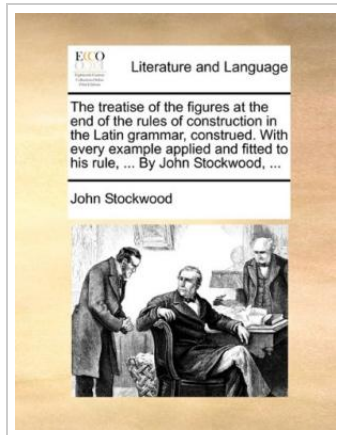 ECCO
Literature and Language
The treatise of the figures at the
end of the rules of construction in
the Latin grammar, construed. With
every example applied and fitted to
his rule, ... By John Stockwood, ...
John Stockwood